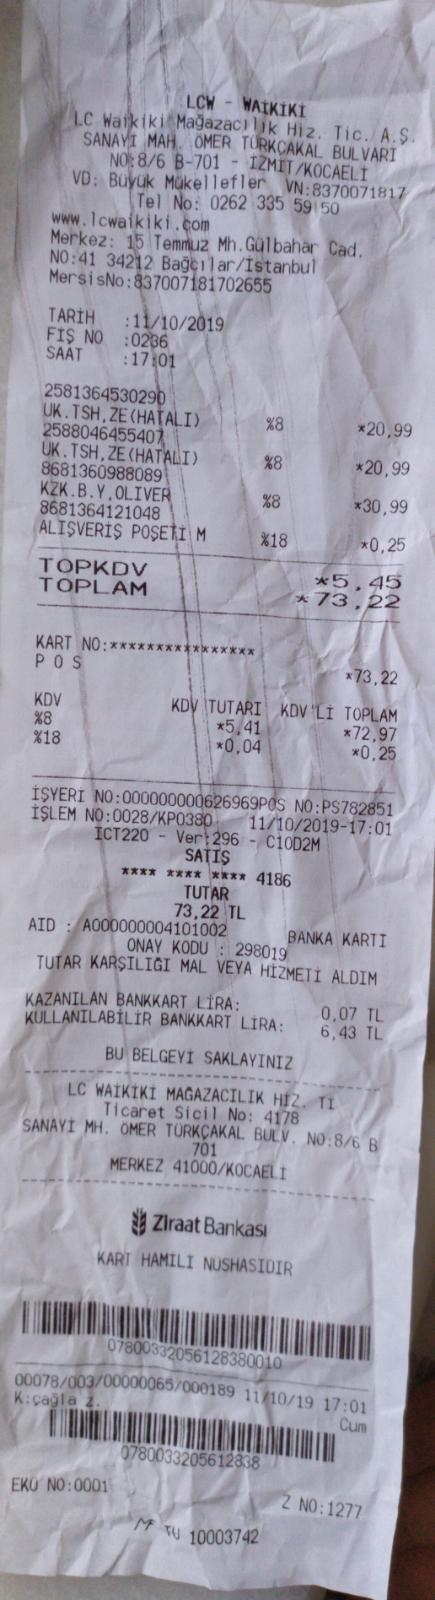 LCW - WAIKIKI
LC Waikiki Mağazacılık Hiz. Tic. A.Ş.
SANAYİ MAH. ÖMER TÜRKÇAKAL BULVARI
NO:8/6 B-701 - İZMİT/KOCAELİ
VD: Büyük Mükellefler VN:8370071817
Tel No: 0262 335 59 50
www.lcwaikiki.com
Merkez: 15 Temmuz Mh.Gülbahar Cad.
NO:41 34212 Bağcılar/İstanbul
MersisNo:837007181702655
TARİH :11/10/2019
FİŞ NO :0236
SAAT :17:01
2581364530290
UK.TSH,ZE(HATALI) %8 *20,99
2588046455407
UK.TSH,ZE(HATALI) %8 *20,99
8681360988089
KZK.B.Y,OLIVER %8 *30,99
8681364121048
ALIŞVERİŞ POŞETİ M %18 *0,25
TOPKDV *5,45
TOPLAM *73,22
KART NO:****************
P O S *73,22
KDV KDV TUTARI KDV'Lİ TOPLAM
%8 *5,41 *72,97
%18 *0,04 *0,25
İŞYERİ NO:000000000626969POS NO:PS782851
İŞLEM NO:0028/KP0380 11/10/2019-17:01
ICT220 - Ver:296 - C10D2M
SATIŞ
**** **** **** 4186
TUTAR
73,22 TL
AID : A000000004101002 BANKA KARTI
ONAY KODU : 298019
TUTAR KARŞILIĞI MAL VEYA HİZMETİ ALDIM
KAZANILAN BANKKART LİRA: 0,07 TL
KULLANILABİLİR BANKKART LİRA: 6,43 TL
BU BELGEYİ SAKLAYINIZ
LC WAIKIKI MAĞAZACILIK HİZ. Tİ
Ticaret Sicil No: 4178
SANAYİ MH. ÖMER TÜRKÇAKAL BULV. NO:8/6 B
701
MERKEZ 41000/KOCAELİ
Ziraat Bankası
KART HAMİLİ NÜSHASIDIR
07800332056128380010
00078/003/00000065/000189 11/10/19 17:01
K:çağla z. Cum
0780033205612838
EKÜ NO:0001 Z NO:1277
MF TU 10003742